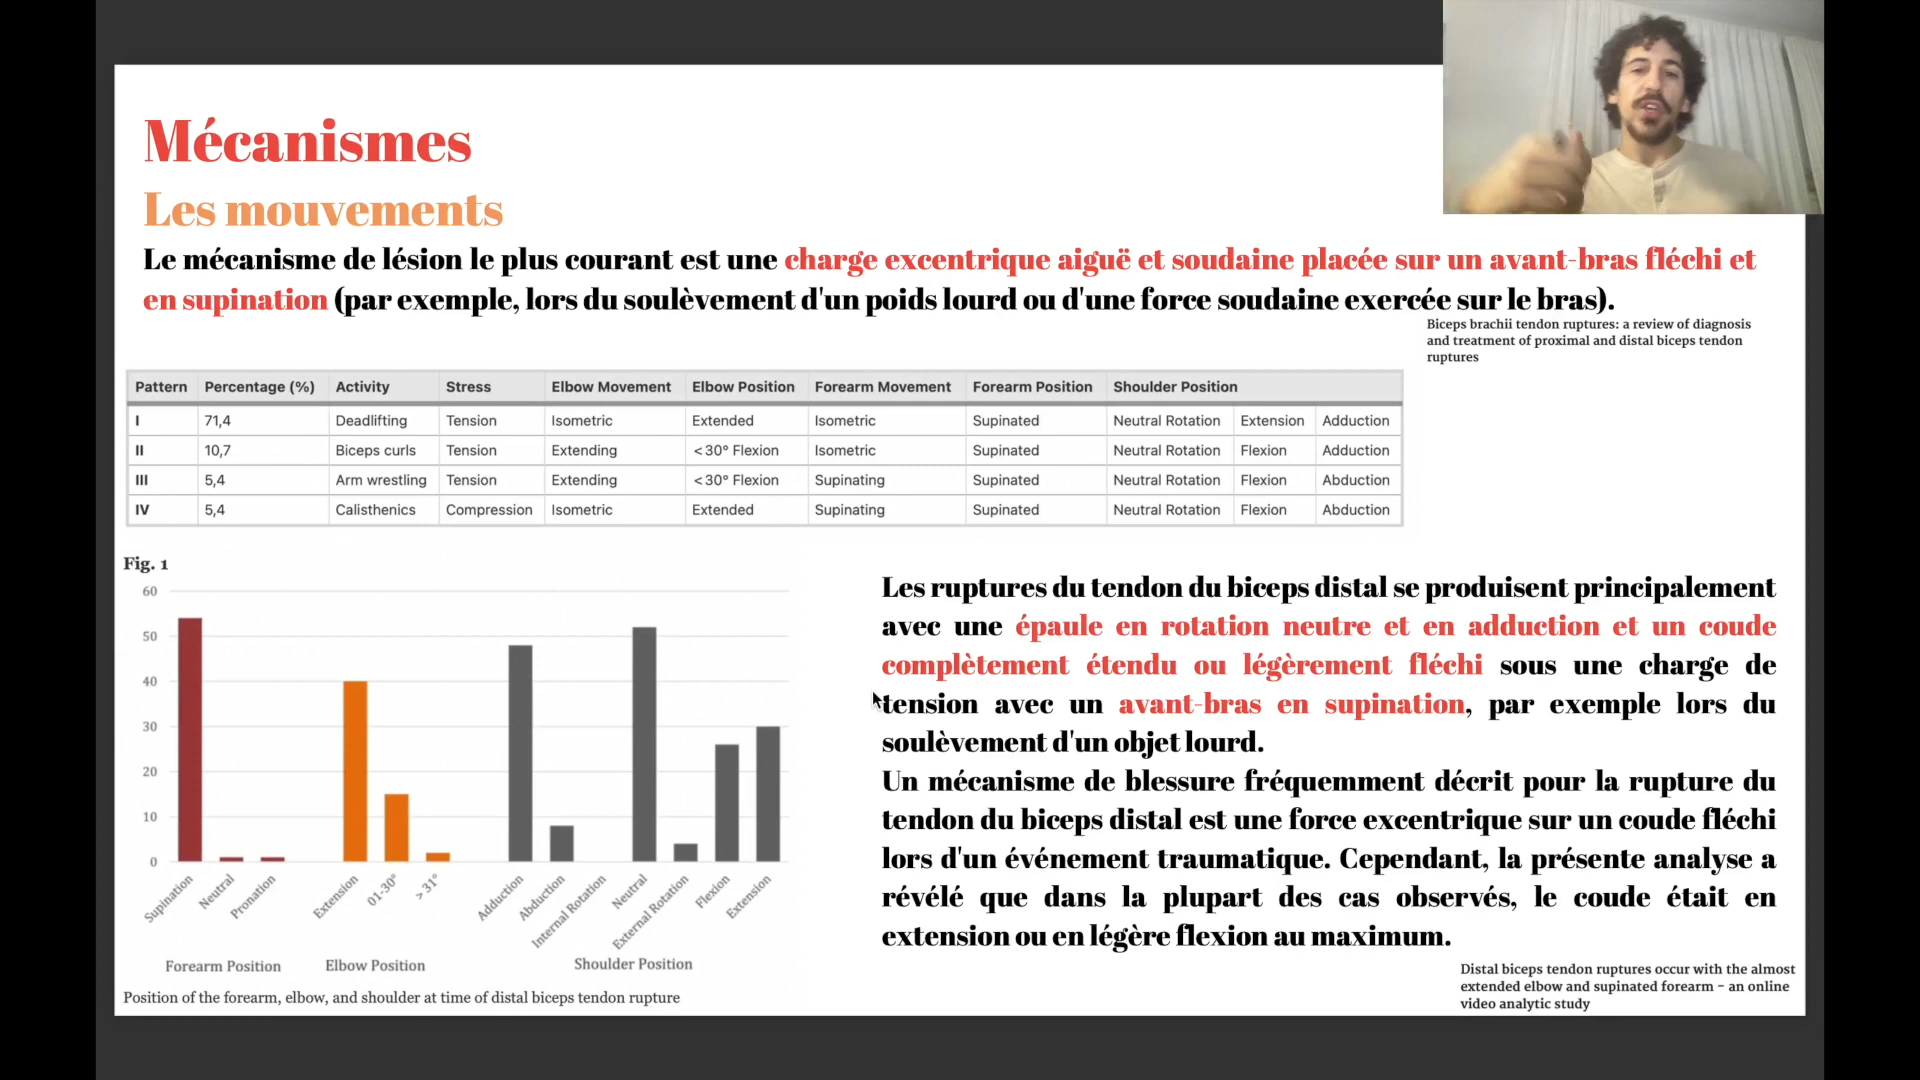 Mécanismes
Les mouvements
Le mécanisme de lésion le plus courant est une charge excentrique aiguë et soudaine placée sur un avant-bras fléchi et
en supination (par exemple, lors du soulèvement d'un poids lourd ou d'une force soudaine exercée sur le bras).
Biceps brachii tendon ruptures: a review of diagnosis
and treatment of proximal and distal biceps tendon
ruptures
Pattern Percentage (%) Activity Stress Elbow Movement Elbow Position Forearm Movement Forearm Position Shoulder Position
I 71,4 Deadlifting Tension Isometric Extended Isometric Supinated Neutral Rotation Extension Adduction
II 10,7 Biceps curls Tension Extending <30° Flexion Isometric Supinated Neutral Rotation Flexion Adduction
III 5,4 Arm wrestling Tension Extending <30° Flexion Supinating Supinated Neutral Rotation Flexion Abduction
IV 5,4 Calisthenics Compression Isometric Extended Supinating Supinated Neutral Rotation Flexion Abduction
Fig. 1
60
50
40
30
20
10
0
Supination Neutral Pronation Extension 01-30° > 31° Adduction Abduction Internal Rotation Neutral External Rotation Flexion Extension
Forearm Position Elbow Position Shoulder Position
Position of the forearm, elbow, and shoulder at time of distal biceps tendon rupture
Les ruptures du tendon du biceps distal se produisent principalement
avec une épaule en rotation neutre et en adduction et un coude
complètement étendu ou légèrement fléchi sous une charge de
tension avec un avant-bras en supination, par exemple lors du
soulèvement d'un objet lourd.
Un mécanisme de blessure fréquemment décrit pour la rupture du
tendon du biceps distal est une force excentrique sur un coude fléchi
lors d'un événement traumatique. Cependant, la présente analyse a
révélé que dans la plupart des cas observés, le coude était en
extension ou en légère flexion au maximum.
Distal biceps tendon ruptures occur with the almost
extended elbow and supinated forearm – an online
video analytic study